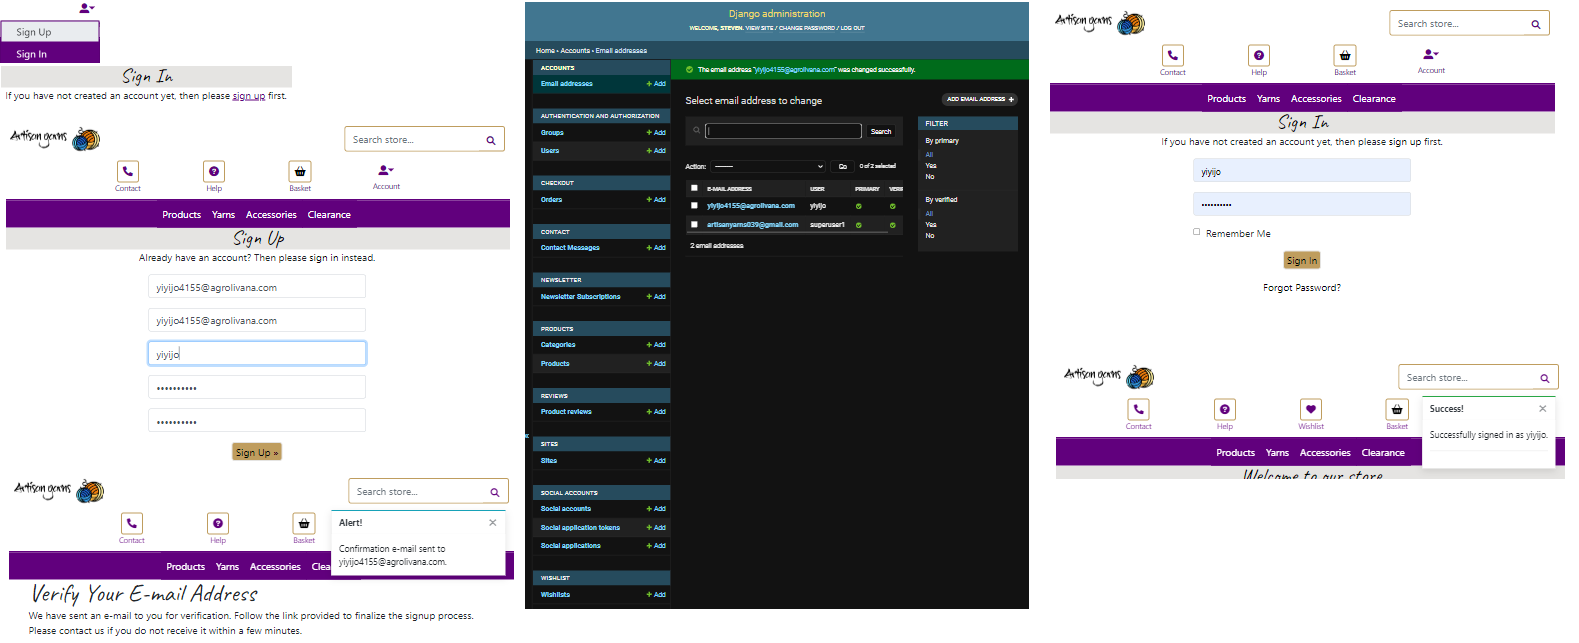 Sign Up
Sign In
Sign In
If you have not created an account yet, then please sign up first.
Artisan yarns
Search store...
Contact
Help
Basket
Account
Products Yarns Accessories Clearance
Sign Up
Already have an account? Then please sign in instead.
yiyijo4155@agrolivana.com
yiyijo4155@agrolivana.com
yiyijo
••••••••••
••••••••••
Sign Up »
Artisan yarns
Search store...
Contact
Help
Basket
Alert!
×
Confirmation e-mail sent to
yiyijo4155@agrolivana.com.
Products Yarns Accessories Clea
Verify Your E-mail Address
We have sent an e-mail to you for verification. Follow the link provided to finalize the signup process.
Please contact us if you do not receive it within a few minutes.
Django administration
WELCOME, STEVEN. VIEW SITE / CHANGE PASSWORD / LOG OUT
Home › Accounts › Email addresses
ACCOUNTS
Email addresses + Add
AUTHENTICATION AND AUTHORIZATION
Groups + Add
Users + Add
CHECKOUT
Orders + Add
CONTACT
Contact Messages + Add
NEWSLETTER
Newsletter Subscriptions + Add
PRODUCTS
Categories + Add
Products + Add
REVIEWS
Product reviews + Add
SITES
«
Sites + Add
SOCIAL ACCOUNTS
Social accounts + Add
Social application tokens + Add
Social applications + Add
WISHLIST
Wishlists + Add
The email address "yiyijo4155@agrolivana.com" was changed successfully.
Select email address to change
ADD EMAIL ADDRESS +
Search
Action: --------- Go 0 of 2 selected
E-MAIL ADDRESS USER PRIMARY VERIF
yiyijo4155@agrolivana.com yiyijo
artisanyarns039@gmail.com superuser1
2 email addresses
FILTER
By primary
All
Yes
No
By verified
All
Yes
No
Artisan yarns
Search store...
Contact
Help
Basket
Account
Products Yarns Accessories Clearance
Sign In
If you have not created an account yet, then please sign up first.
yiyijo
••••••••••
Remember Me
Sign In
Forgot Password?
Artisan yarns
Search store...
Contact
Help
Wishlist
Basket
Success!
×
Successfully signed in as yiyijo.
Products Yarns Accessories Clearance
Welcome to our store